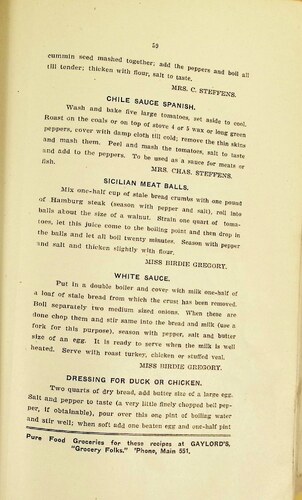 59
cummin seed mashed together; add the peppers and boil all
till tender; thicken with flour, salt to taste.
MRS. C. STEFFENS.
CHILE SAUCE SPANISH.
Wash and bake five large tomatoes, set aside to cool.
Roast on the coals or on top of stove 4 or 5 wax or long green
peppers, cover with damp cloth till cold; remove the thin skins
and mash them. Peel and mash the tomatoes, salt to taste
and add to the peppers. To be used as a sauce for meats or
fish.
MRS. CHAS. STEFFENS.
SICILIAN MEAT BALLS.
Mix one-half cup of stale bread crumbs with one pound
of Hamburg steak (season with pepper and salt), roll into
balls about the size of a walnut. Strain one quart of toma-
toes, let this juice come to the boiling point and then drop in
the balls and let all boil twenty minutes. Season with pepper
and salt and thicken slightly with flour.
MISS BIRDIE GREGORY.
WHITE SAUCE.
Put in a double boiler and cover with milk one-half of
a loaf of stale bread from which the crust has been removed.
Boil separately two medium sized onions. When these are
done chop them and stir same into the bread and milk (use a
fork for this purpose), season with pepper, salt and butter
size of an egg. It is ready to serve when the milk is well
heated. Serve with roast turkey, chicken or stuffed veal.
MISS BIRDIE GREGORY.
DRESSING FOR DUCK OR CHICKEN.
Two quarts of dry bread, add butter size of a large egg.
Salt and pepper to taste (a very little finely chopped bell pep-
per, if obtainable), pour over this one pint of boiling water
and stir well; when soft add one beaten egg and one-half pint
Pure Food Groceries for these recipes at GAYLORD'S,
"Grocery Folks." 'Phone, Main 551.